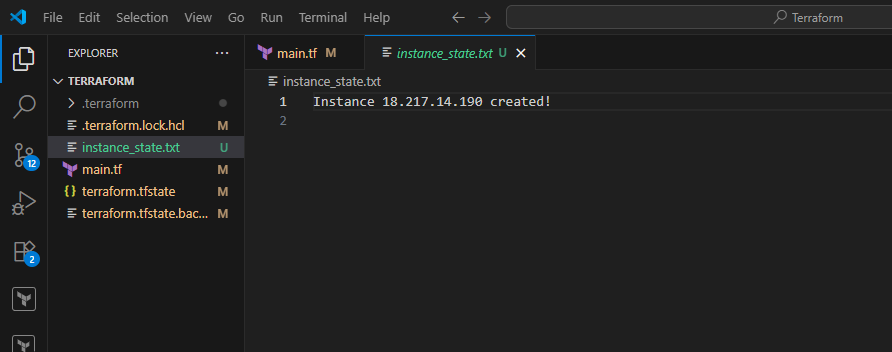 File Edit Selection View Go Run Terminal Help
Terraform
EXPLORER
TERRAFORM
.terraform
.terraform.lock.hcl M
instance_state.txt U
main.tf M
{} terraform.tfstate M
terraform.tfstate.bac... M
12
2
main.tf M
instance_state.txt U
instance_state.txt
1 Instance 18.217.14.190 created!
2